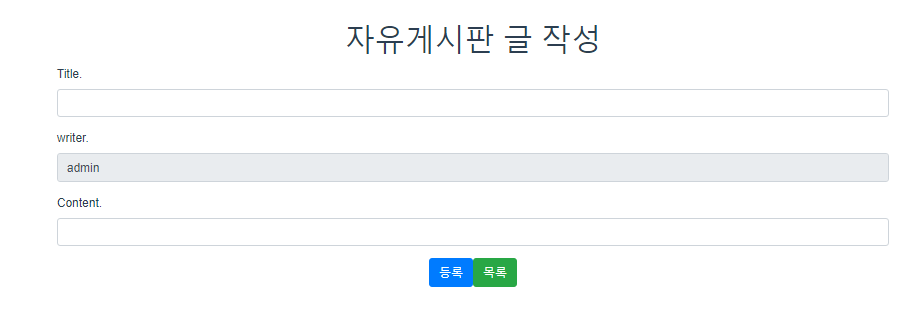 자유게시판 글 작성
Title.
writer.
admin
Content.
등록 목록